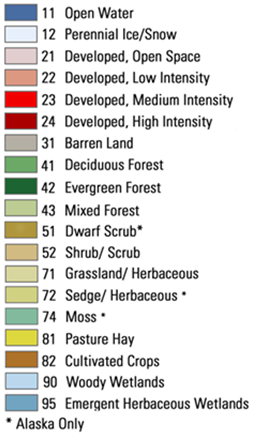 11 Open Water
12 Perennial Ice/Snow
21 Developed, Open Space
22 Developed, Low Intensity
23 Developed, Medium Intensity
24 Developed, High Intensity
31 Barren Land
41 Deciduous Forest
42 Evergreen Forest
43 Mixed Forest
51 Dwarf Scrub*
52 Shrub/ Scrub
71 Grassland/ Herbaceous
72 Sedge/ Herbaceous *
74 Moss *
81 Pasture Hay
82 Cultivated Crops
90 Woody Wetlands
95 Emergent Herbaceous Wetlands
* Alaska Only